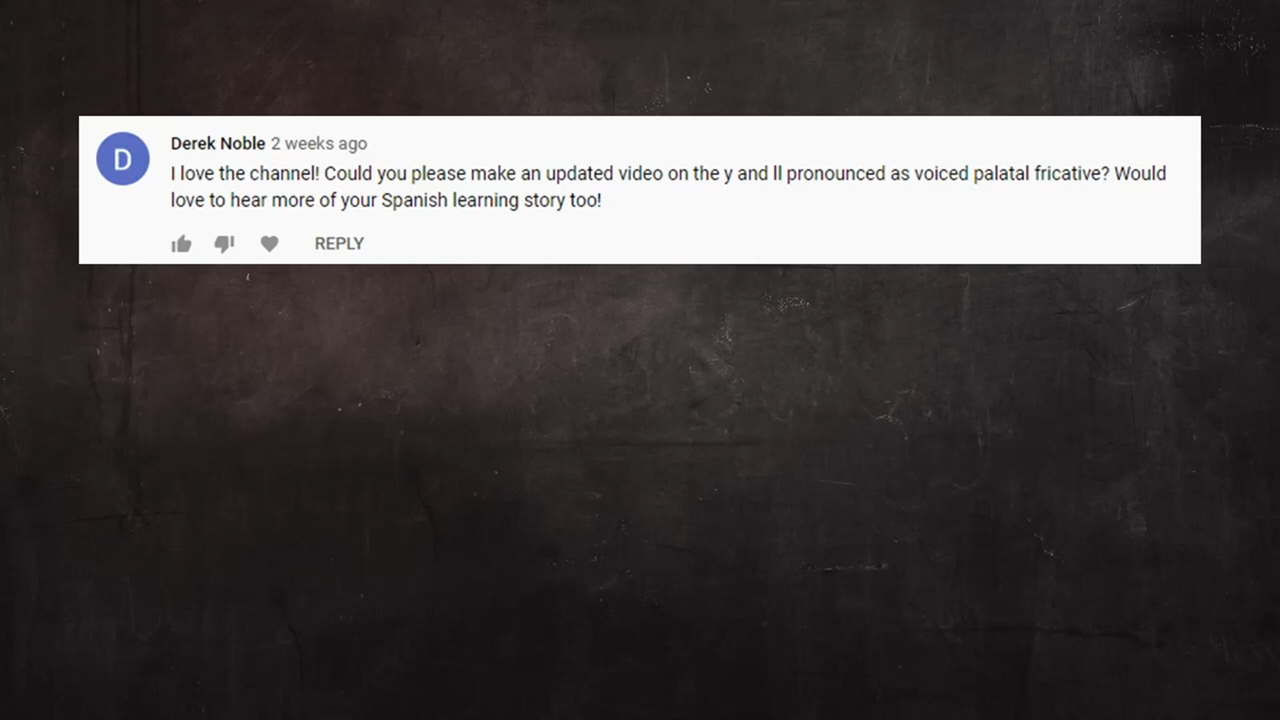 D
Derek Noble 2 weeks ago
I love the channel! Could you please make an updated video on the y and ll pronounced as voiced palatal fricative? Would
love to hear more of your Spanish learning story too!
REPLY